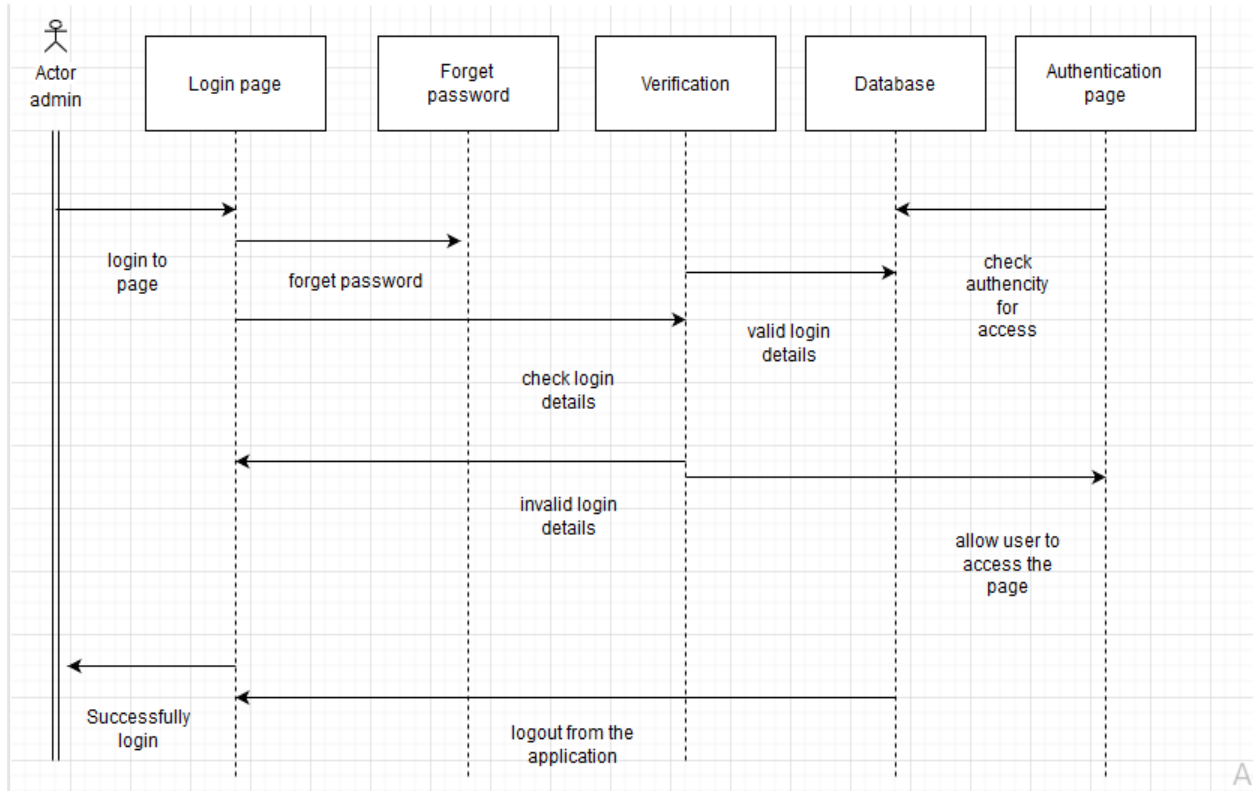 Actor
admin
Login page
Forget
password
Verification
Database
Authentication
page
login to
page
forget password
check
authencity
for
access
valid login
details
check login
details
invalid login
details
allow user to
access the
page
Successfully
login
logout from the
application
A